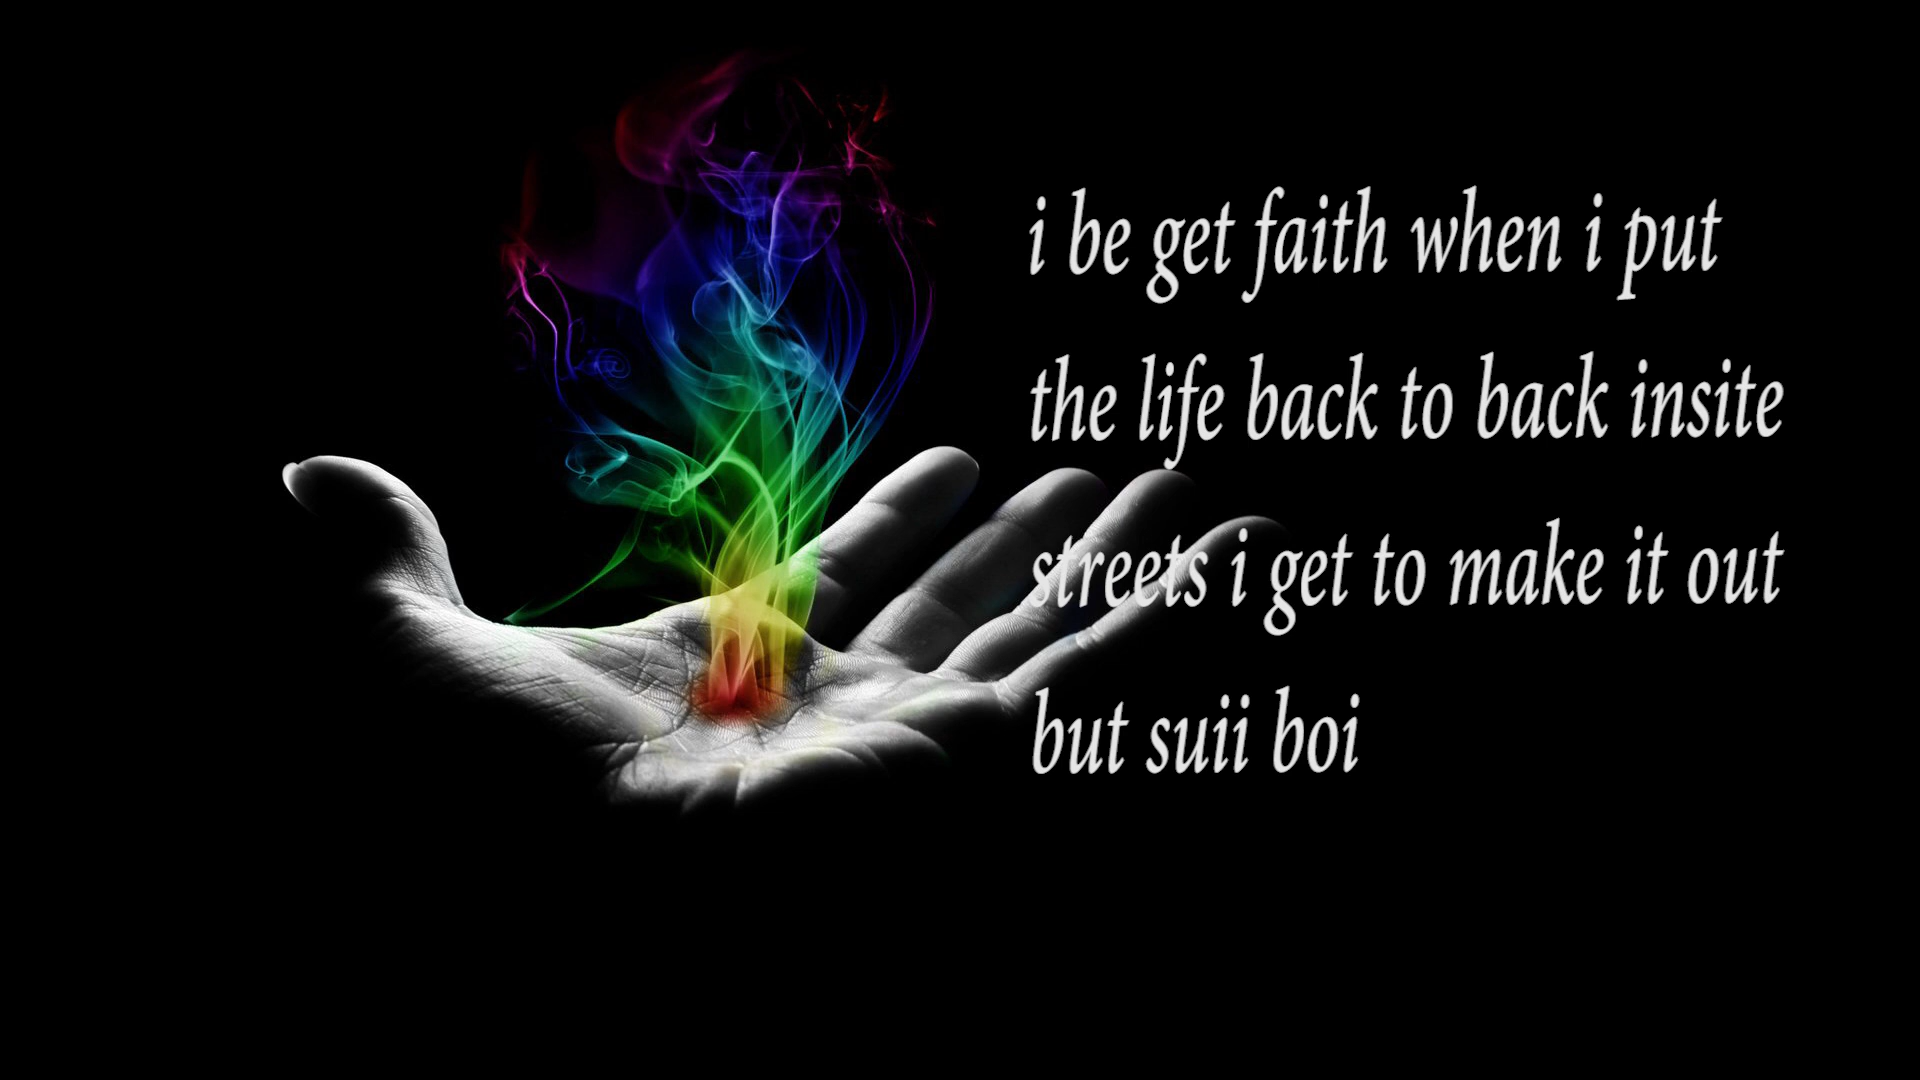 i be get faith when i put
the life back to back insite
streets i get to make it out
but suii boi